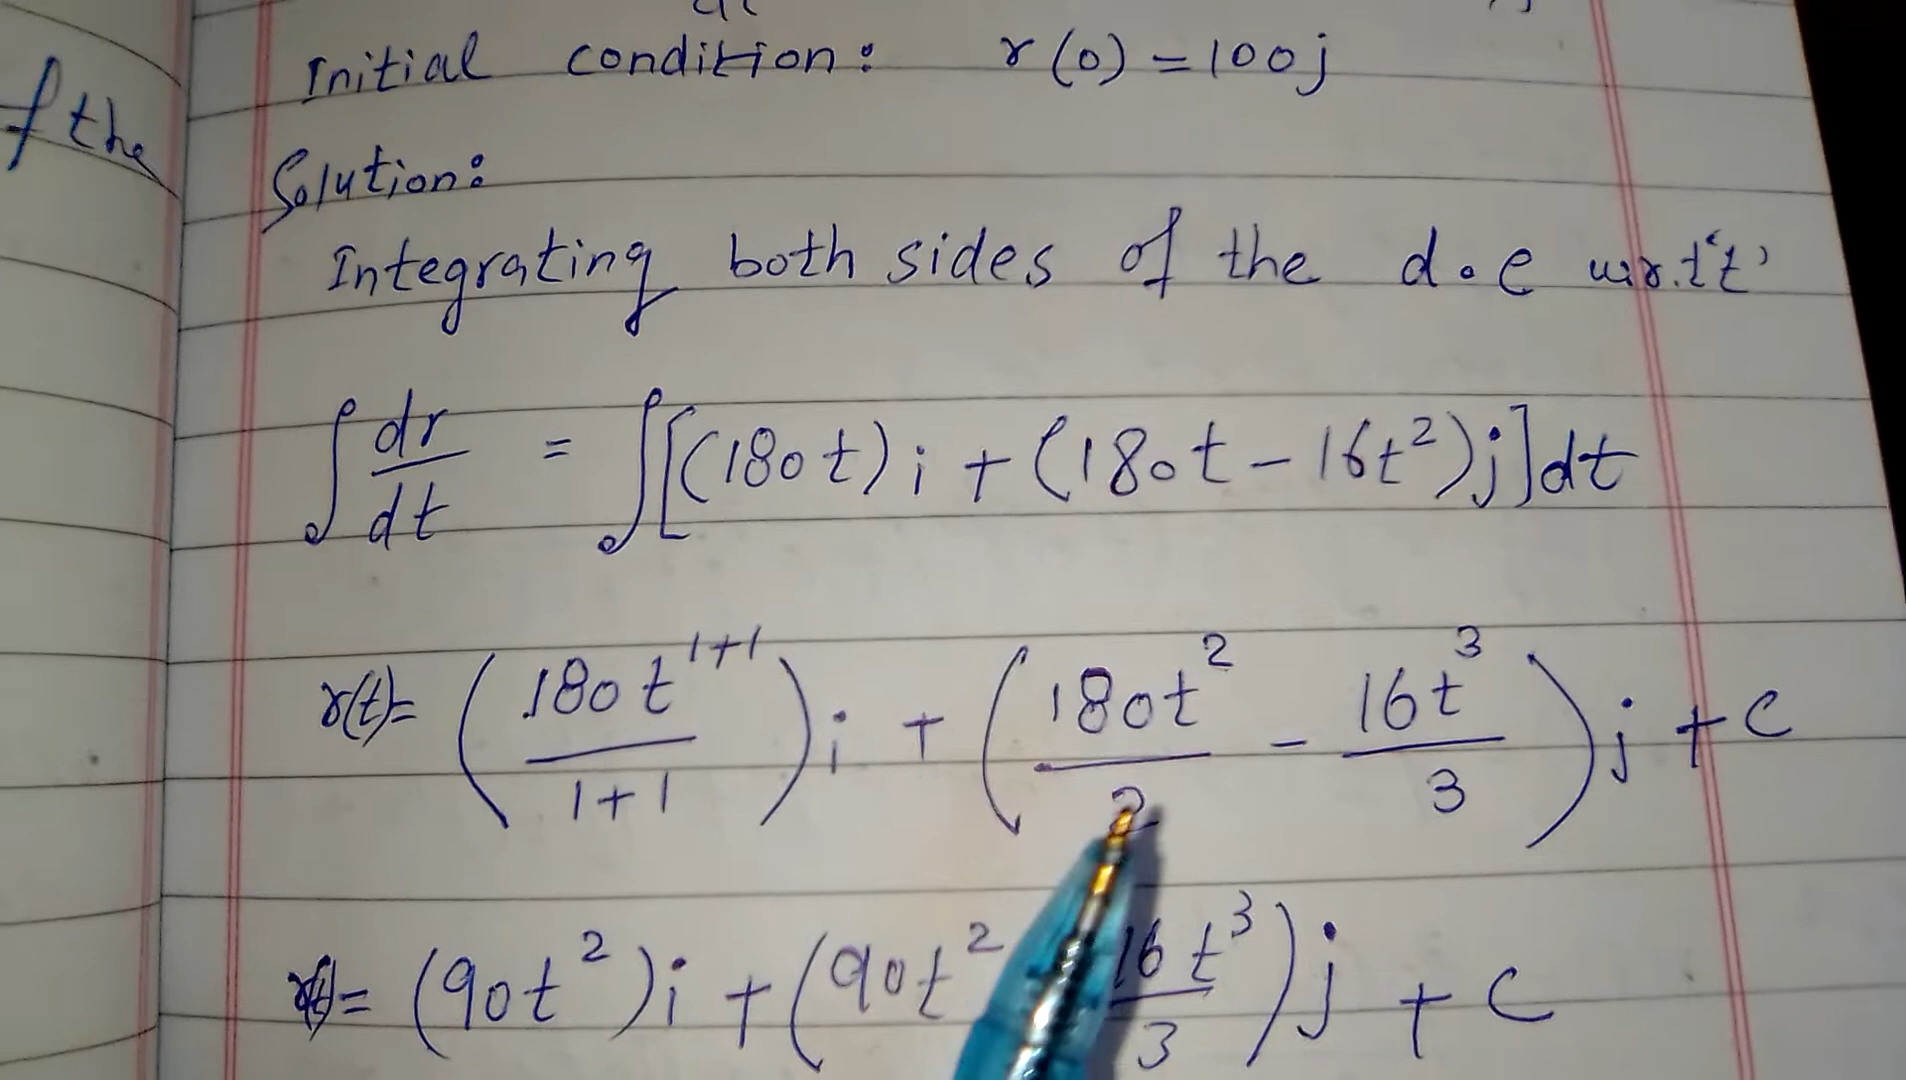 f the
Initial condition: r(0) = 100j
Solution:
Integrating both sides of the d.e w.r.t 't'
∫ dr/dt = ∫[(180t)i + (180t - 16t²)j]dt
r(t) = (180t^(1+1)/(1+1))i + (180t²/2 - 16t³/3)j + c
r(t) = (90t²)i + (90t² 16t³/3)j + c